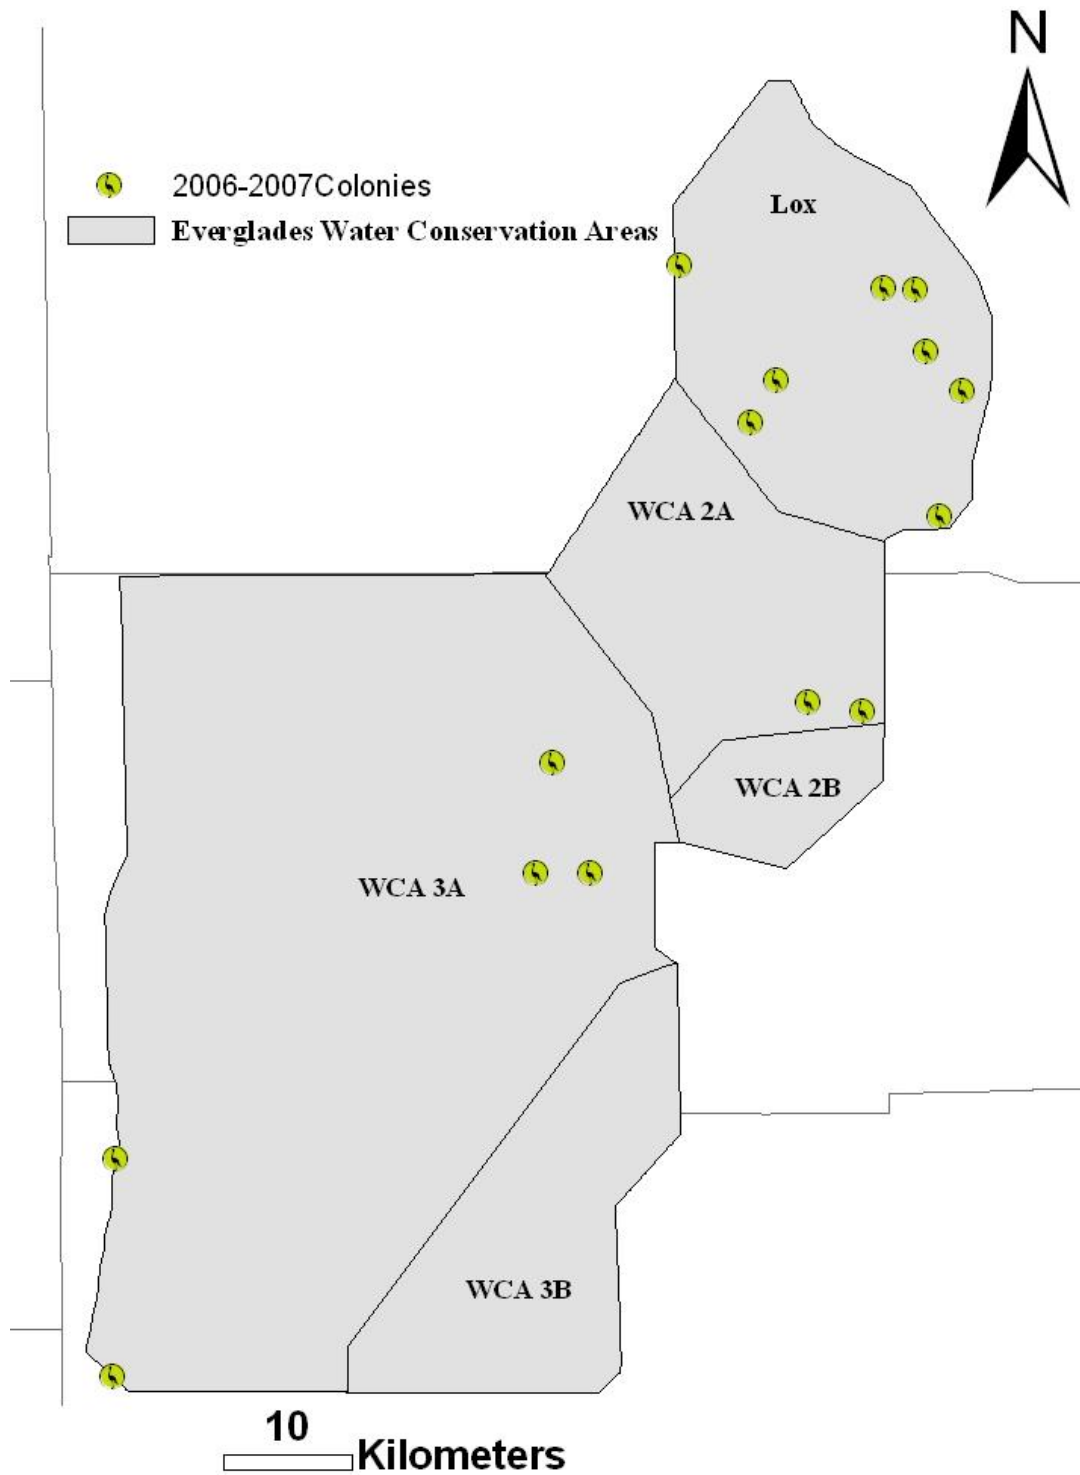 N
2006-2007Colonies
Everglades Water Conservation Areas
Lox
WCA 2A
WCA 2B
WCA 3A
WCA 3B
10
Kilometers